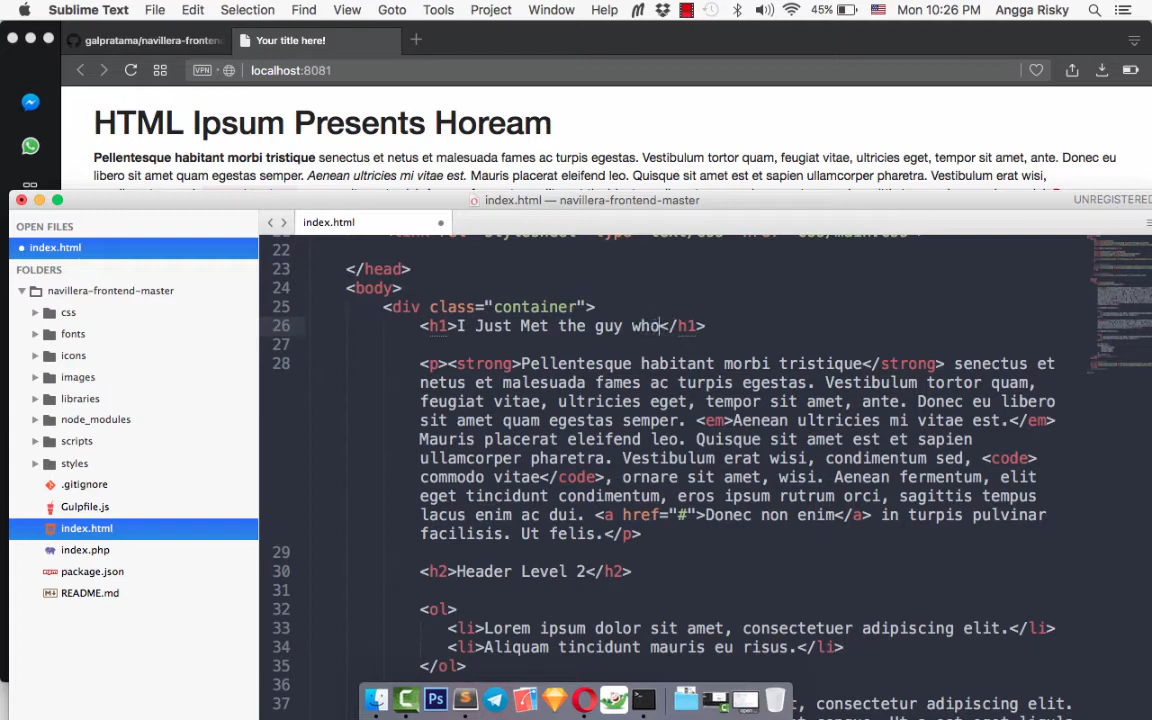 Sublime Text File Edit Selection Find View Goto Tools Project Window Help 45% Mon 10:26 PM Angga Risky
galpratama/navillera-frontend Your title here!
VPN localhost:8081
HTML Ipsum Presents Hoream
Pellentesque habitant morbi tristique senectus et netus et malesuada fames ac turpis egestas. Vestibulum tortor quam, feugiat vitae, ultricies eget, tempor sit amet, ante. Donec eu
libero sit amet quam egestas semper. Aenean ultricies mi vitae est. Mauris placerat eleifend leo. Quisque sit amet est et sapien ullamcorper pharetra. Vestibulum erat wisi,
index.html — navillera-frontend-master UNREGISTERED
OPEN FILES
index.html
FOLDERS
navillera-frontend-master
css
fonts
icons
images
libraries
node_modules
scripts
styles
.gitignore
Gulpfile.js
index.html
index.php
package.json
README.md
index.html
22
23 </head>
24 <body>
25 <div class="container">
26 <h1>I Just Met the guy who</h1>
27
28 <p><strong>Pellentesque habitant morbi tristique</strong> senectus et
netus et malesuada fames ac turpis egestas. Vestibulum tortor quam,
feugiat vitae, ultricies eget, tempor sit amet, ante. Donec eu libero
sit amet quam egestas semper. <em>Aenean ultricies mi vitae est.</em>
Mauris placerat eleifend leo. Quisque sit amet est et sapien
ullamcorper pharetra. Vestibulum erat wisi, condimentum sed, <code>
commodo vitae</code>, ornare sit amet, wisi. Aenean fermentum, elit
eget tincidunt condimentum, eros ipsum rutrum orci, sagittis tempus
lacus enim ac dui. <a href="#">Donec non enim</a> in turpis pulvinar
facilisis. Ut felis.</p>
29
30 <h2>Header Level 2</h2>
31
32 <ol>
33 <li>Lorem ipsum dolor sit amet, consectetuer adipiscing elit.</li>
34 <li>Aliquam tincidunt mauris eu risus.</li>
35 </ol>
36
37 , consectetur adipiscing elit.
Ps